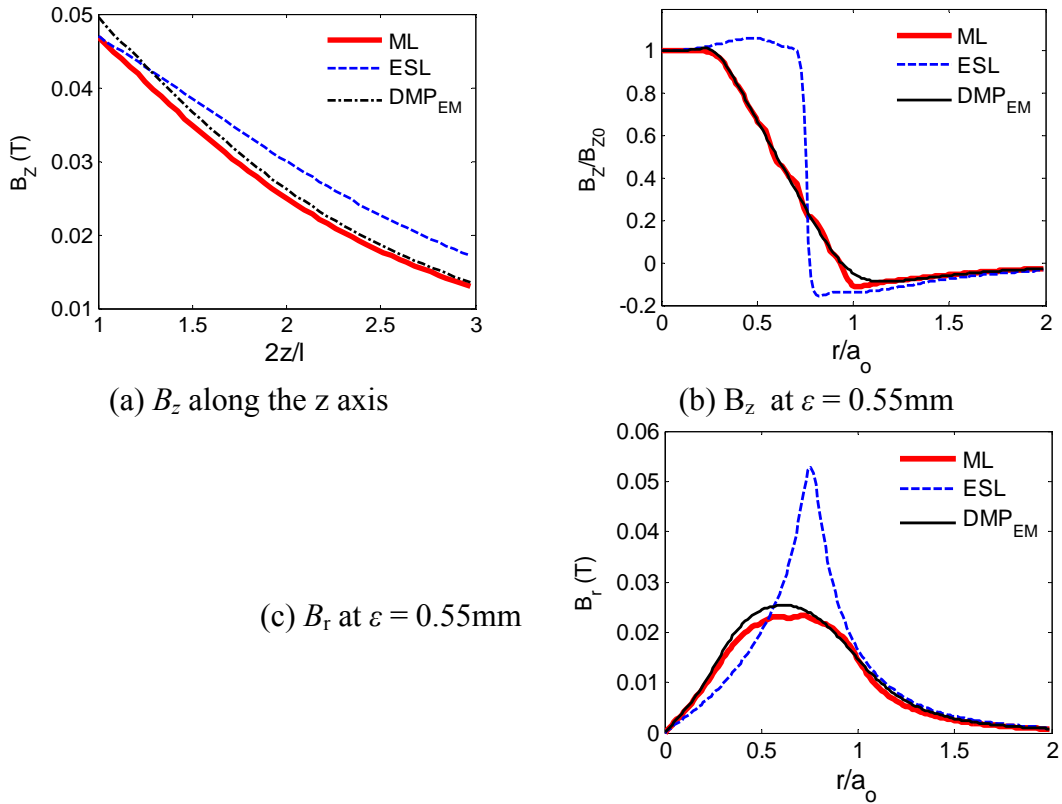 0.05
0.04
0.03
0.02
0.01
B_Z (T)
ML
ESL
DMP_EM
1
1.5
2
2.5
3
2z/l
(a) B_z along the z axis
1
0.8
0.6
0.4
0.2
0
-0.2
B_Z/B_Z0
ML
ESL
DMP_EM
0
0.5
1
1.5
2
r/a_o
(b) B_z at ε = 0.55mm
(c) B_r at ε = 0.55mm
0.06
0.05
0.04
0.03
0.02
0.01
0
B_r (T)
ML
ESL
DMP_EM
0
0.5
1
1.5
2
r/a_o